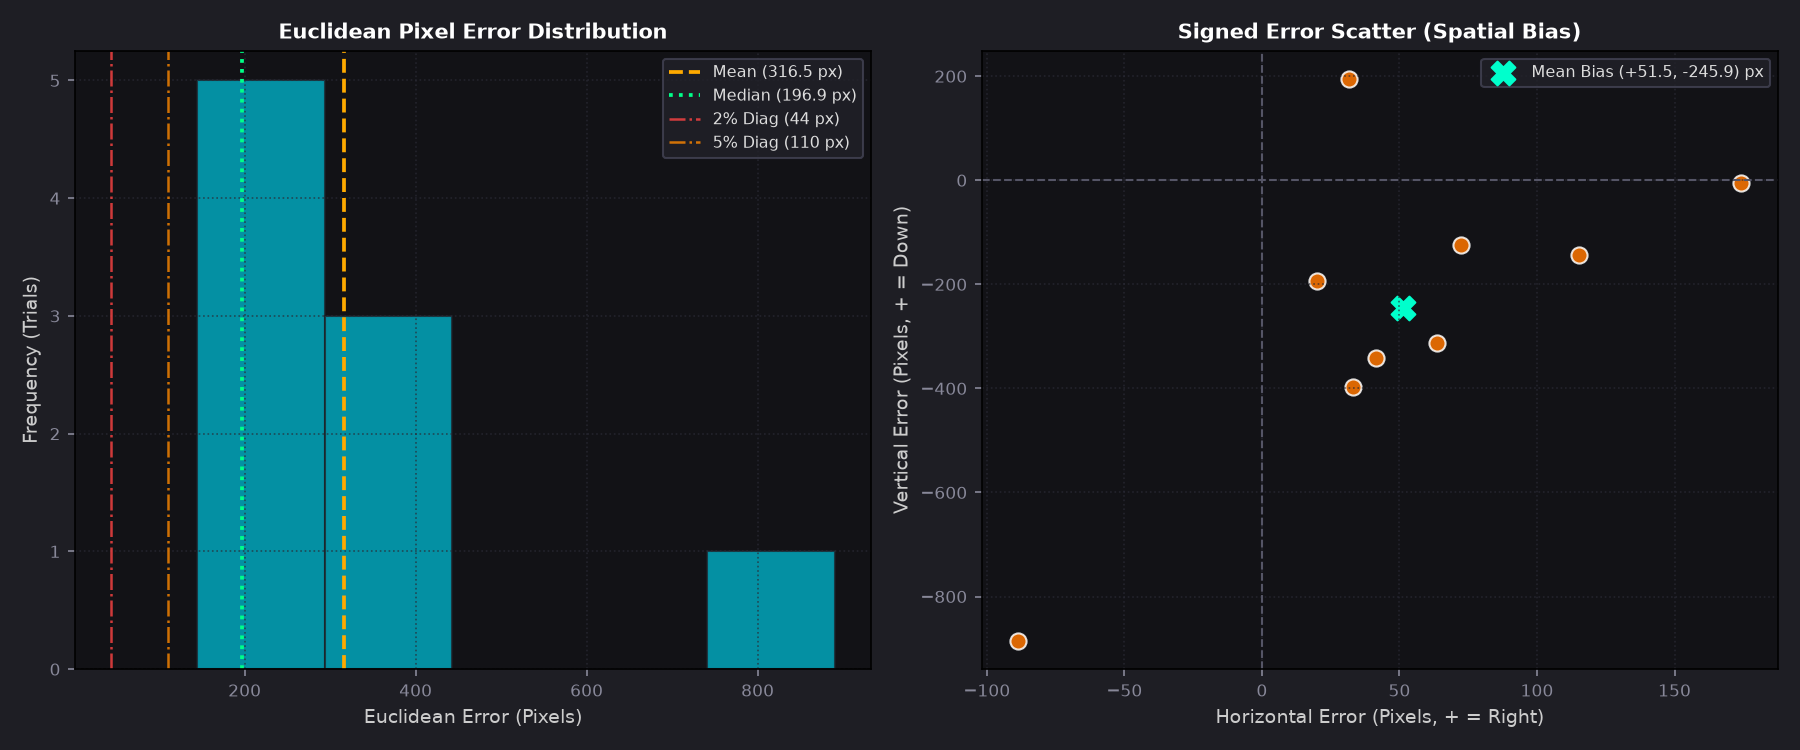 Euclidean Pixel Error Distribution
Mean (316.5 px)
Median (196.9 px)
2% Diag (44 px)
5% Diag (110 px)
Frequency (Trials)
5
4
3
2
1
0
200 400 600 800
Euclidean Error (Pixels)
Signed Error Scatter (Spatial Bias)
Mean Bias (+51.5, -245.9) px
Vertical Error (Pixels, + = Down)
200
0
−200
−400
−600
−800
−100 −50 0 50 100 150
Horizontal Error (Pixels, + = Right)